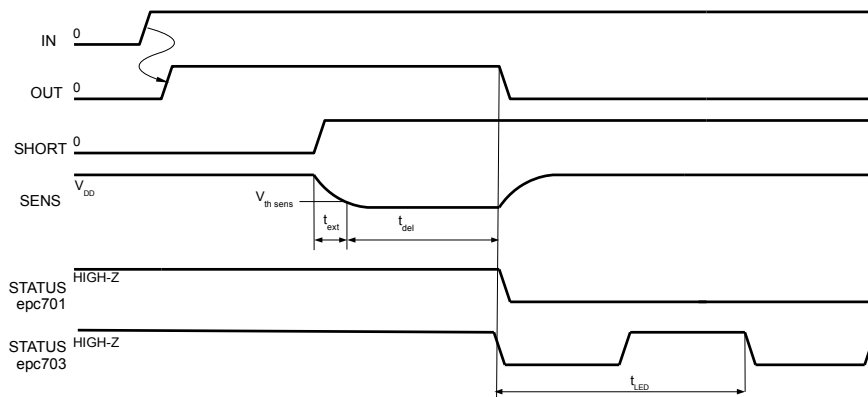 IN 0
OUT 0
SHORT 0
SENS VDD
Vth sens
text tdel
STATUS HIGH-Z
epc701
STATUS HIGH-Z
epc703
tLED